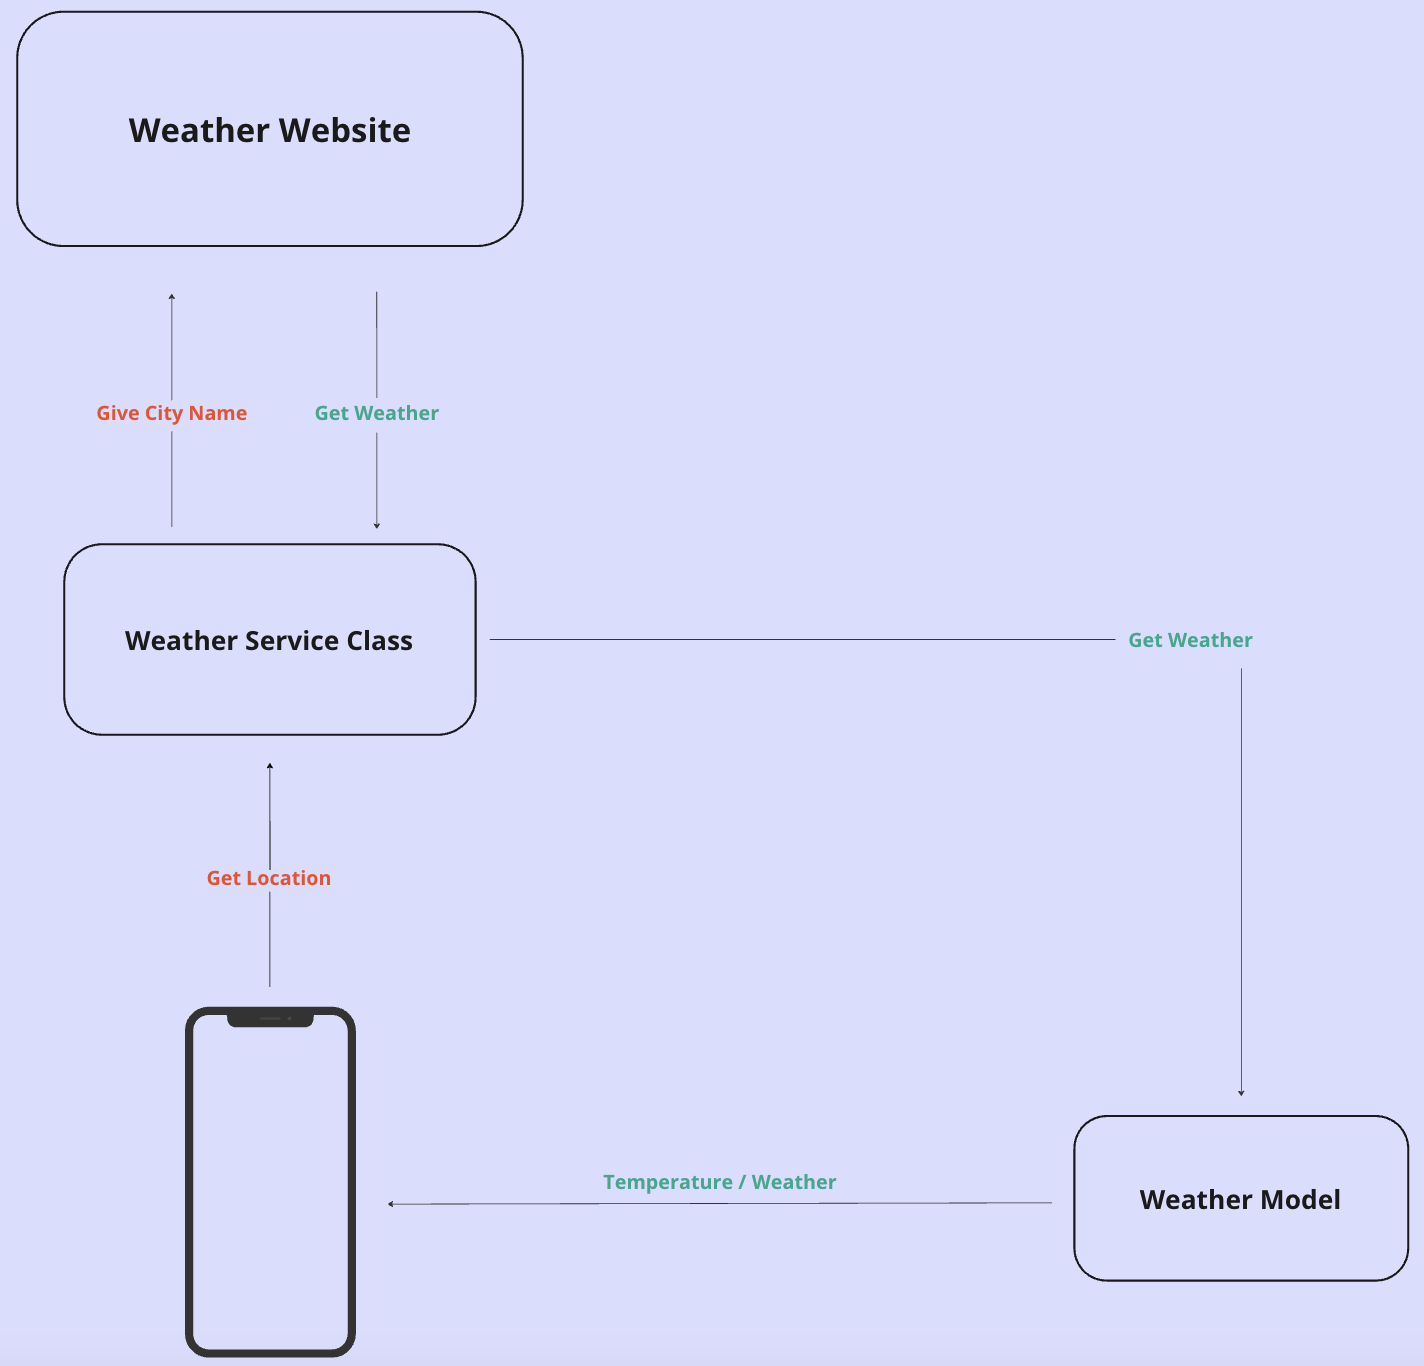 Weather Website
Give City Name
Get Weather
Weather Service Class
Get Weather
Get Location
Temperature / Weather
Weather Model